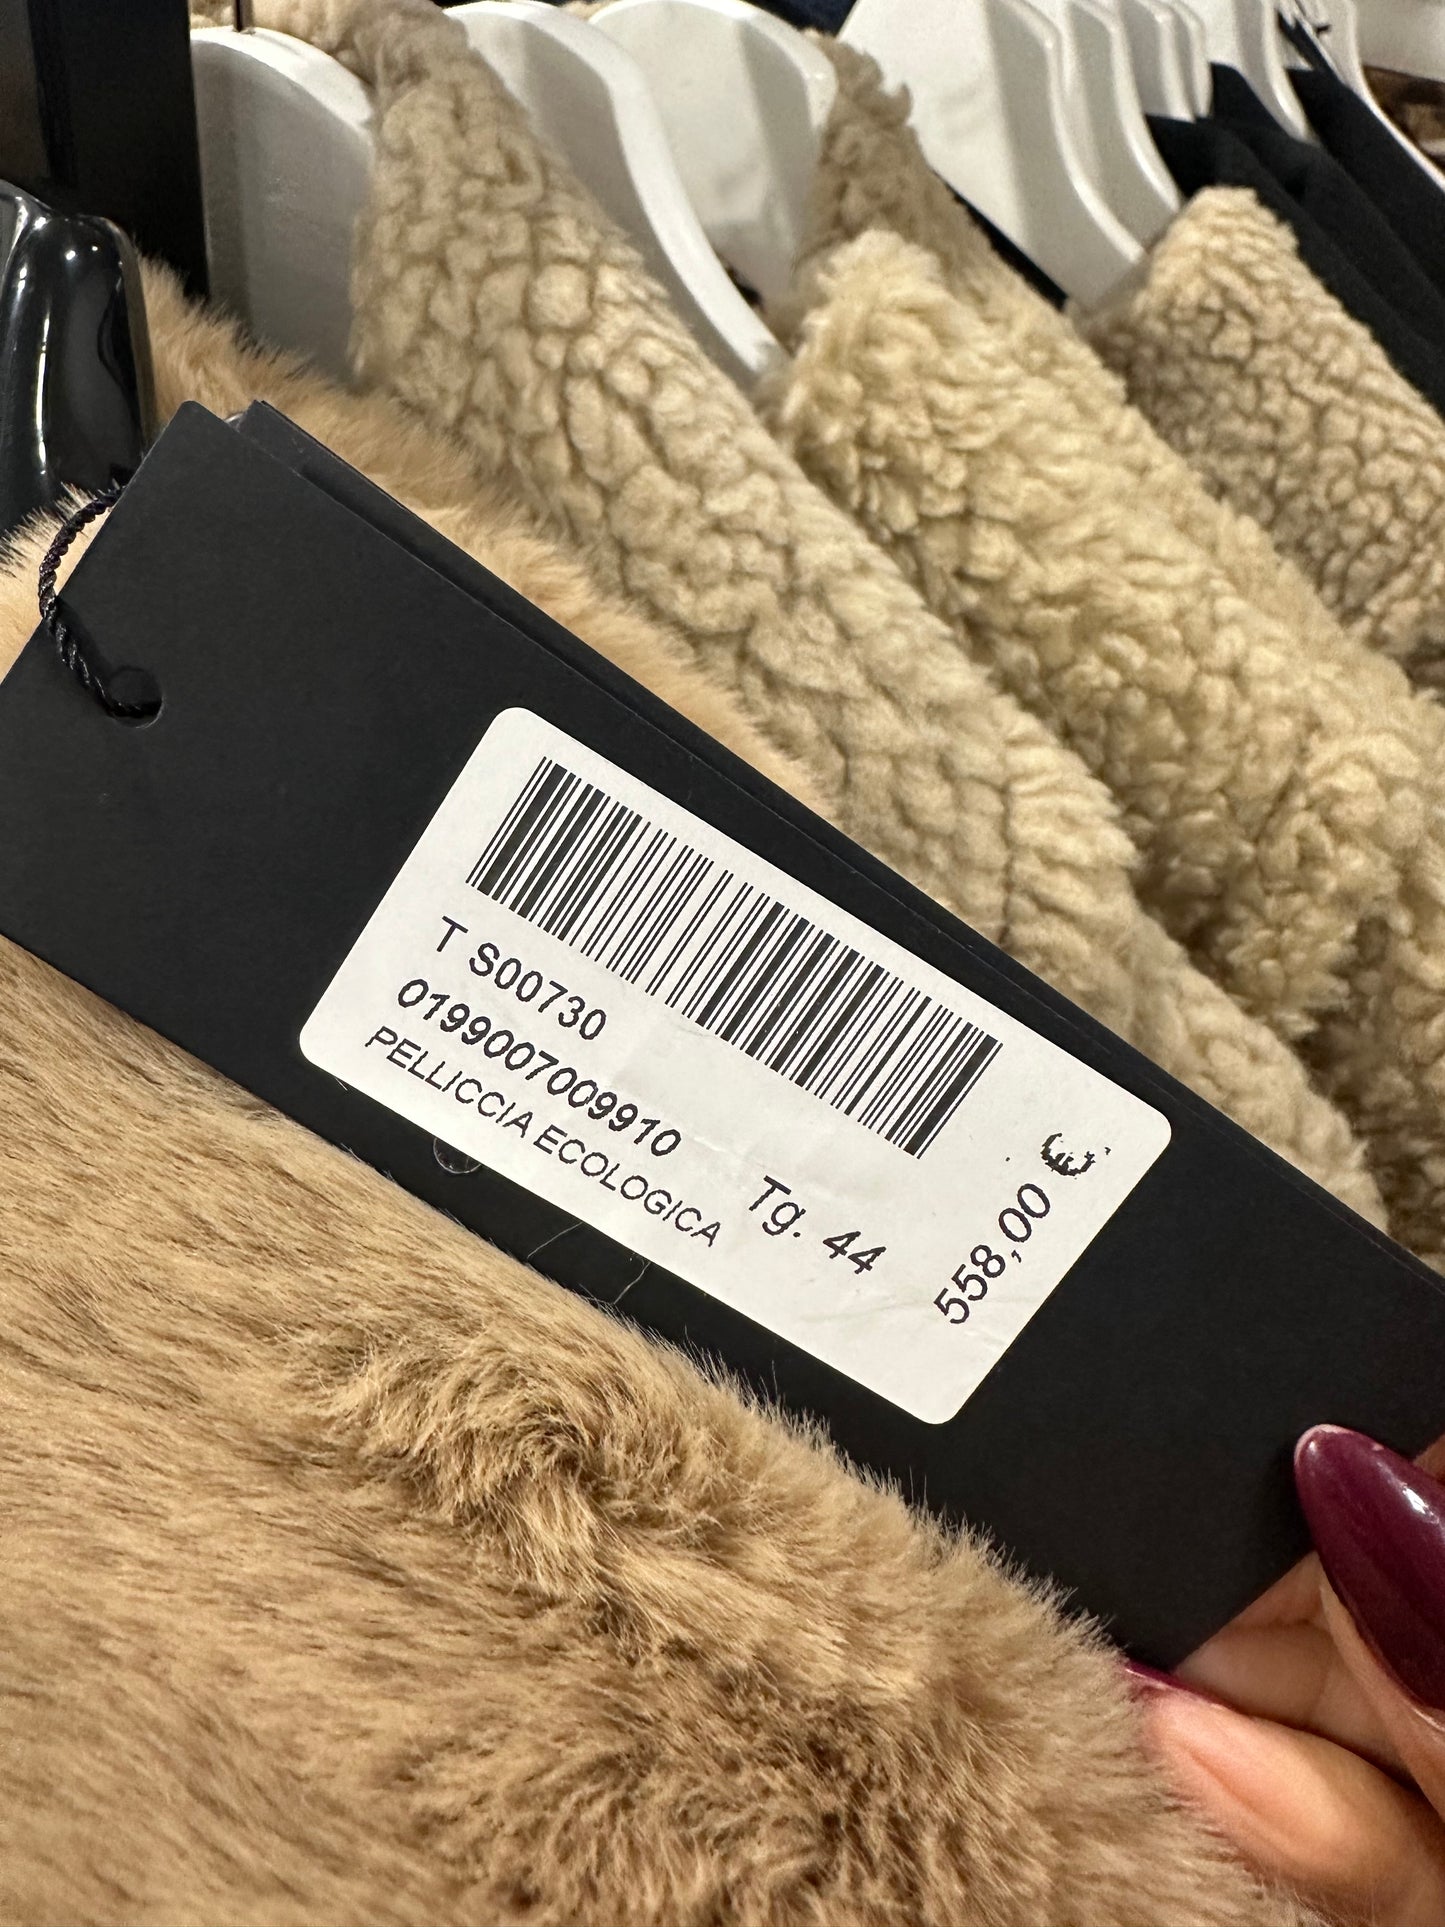 T S00730
0199007009910
PELLICCIA ECOLOGICA
Tg. 44
558,00 €